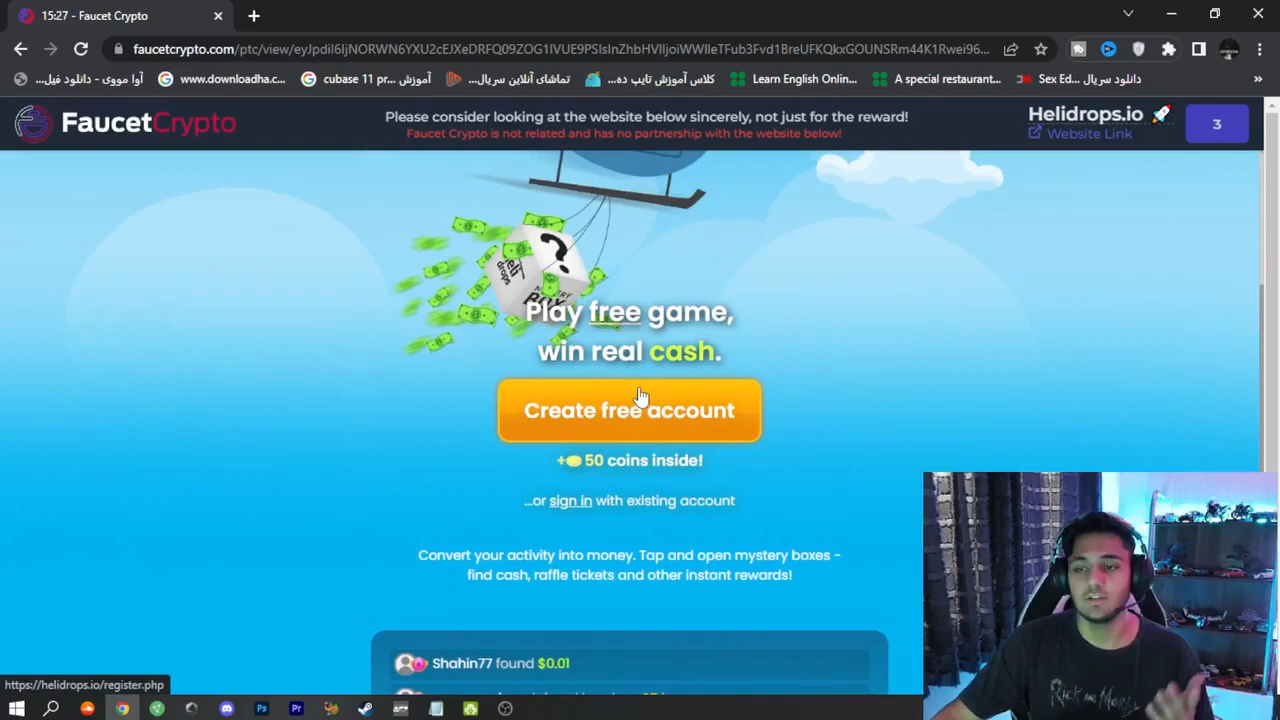 15:27 - Faucet Crypto
faucetcrypto.com/ptc/view/
آوا مووی - دانلود فیل...
www.downloadha.c...
cubase 11 pr... آموزش
تماشای آنلاین سریال...
کلاس آموزش تایپ ده...
Learn English Onlin...
A special restaurant...
Sex Ed... دانلود سریال
»
FaucetCrypto
Please consider looking at the website below sincerely, not just for the reward!
Faucet Crypto is not related and has no partnership with the website below!
Helidrops.io
Website Link
3
?
heli drops
Play free game,
win real cash.
Create free account
+50 coins inside!
...or sign in with existing account
Convert your activity into money. Tap and open mystery boxes -
find cash, raffle tickets and other instant rewards!
Shahin77 found $0.01
https://helidrops.io/register.php
RICK AND MORTY